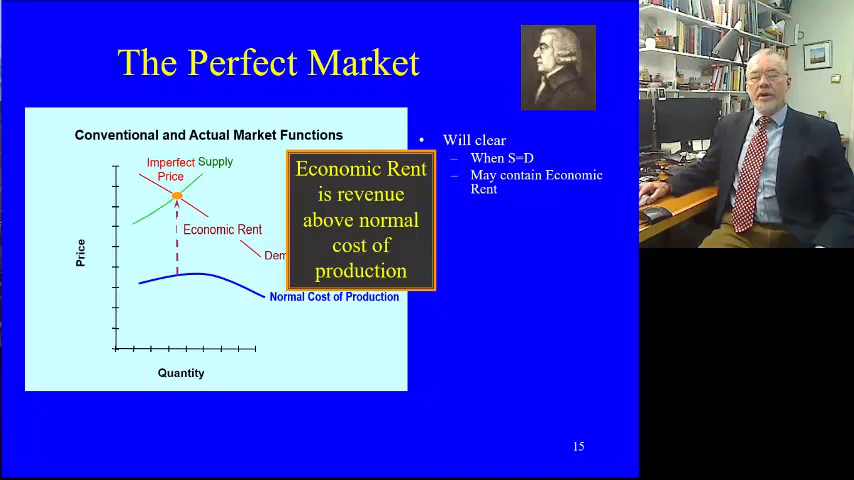 The Perfect Market
Conventional and Actual Market Functions
Imperfect Supply
Price
Economic Rent
Dem
Normal Cost of Production
Price
Quantity
Economic Rent
is revenue
above normal
cost of
production
• Will clear
– When S=D
– May contain Economic
Rent
15